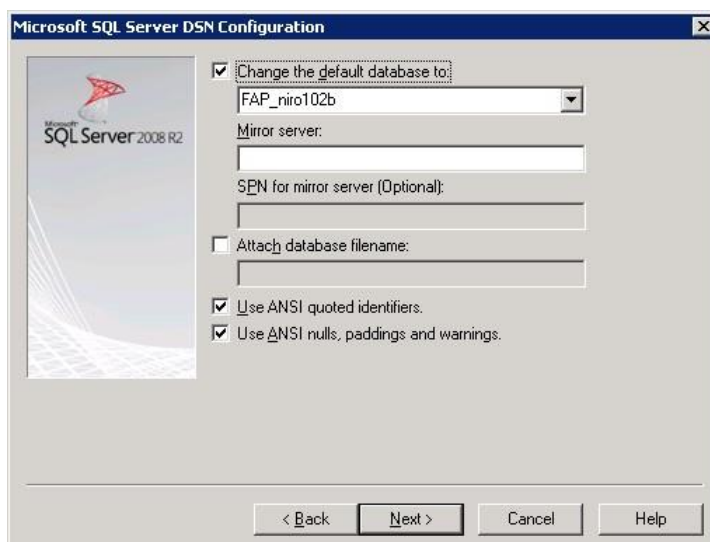 Microsoft SQL Server DSN Configuration
Microsoft
SQL Server 2008 R2
Change the default database to:
FAP_niro102b
Mirror server:
SPN for mirror server (Optional):
Attach database filename:
Use ANSI quoted identifiers.
Use ANSI nulls, paddings and warnings.
< Back
Next >
Cancel
Help